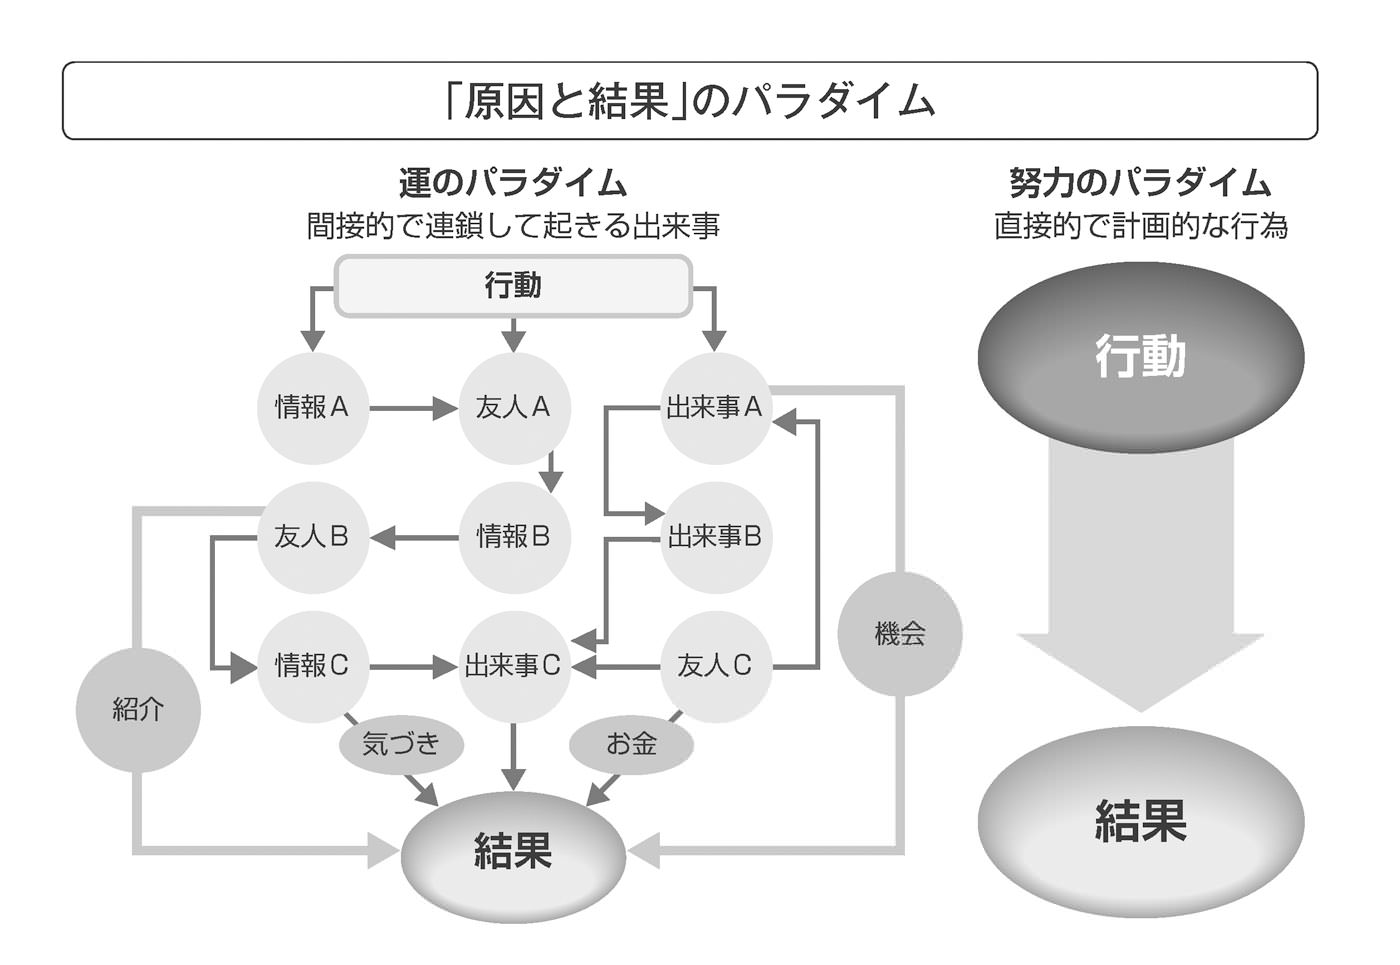 「原因と結果」のパラダイム
運のパラダイム
間接的で連鎖して起きる出来事
行動
情報A
友人A
出来事A
友人B
情報B
出来事B
機会
情報C
出来事C
友人C
紹介
気づき
お金
結果
努力のパラダイム
直接的で計画的な行為
行動
結果